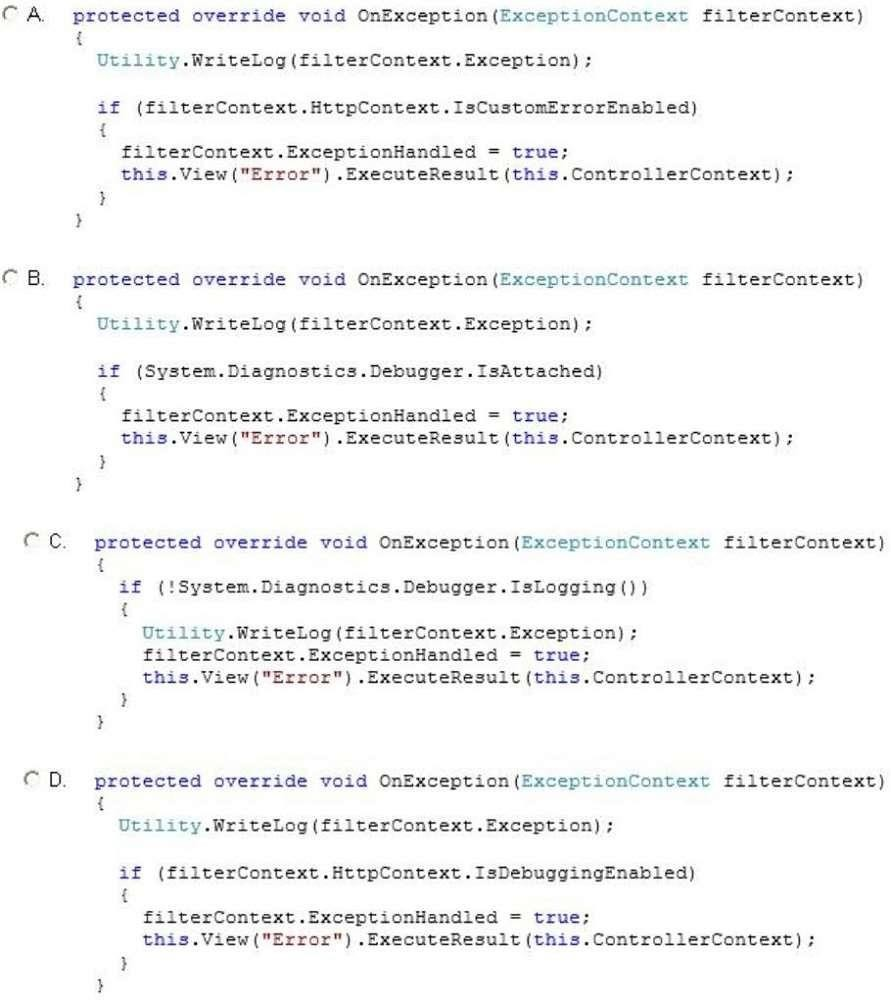 A. protected override void OnException(ExceptionContext filterContext)
{
Utility.WriteLog(filterContext.Exception);
if (filterContext.HttpContext.IsCustomErrorEnabled)
{
filterContext.ExceptionHandled = true;
this.View("Error").ExecuteResult(this.ControllerContext);
}
}
B. protected override void OnException(ExceptionContext filterContext)
{
Utility.WriteLog(filterContext.Exception);
if (System.Diagnostics.Debugger.IsAttached)
{
filterContext.ExceptionHandled = true;
this.View("Error").ExecuteResult(this.ControllerContext);
}
}
C. protected override void OnException(ExceptionContext filterContext)
{
if (!System.Diagnostics.Debugger.IsLogging())
{
Utility.WriteLog(filterContext.Exception);
filterContext.ExceptionHandled = true;
this.View("Error").ExecuteResult(this.ControllerContext);
}
}
D. protected override void OnException(ExceptionContext filterContext)
{
Utility.WriteLog(filterContext.Exception);
if (filterContext.HttpContext.IsDebuggingEnabled)
{
filterContext.ExceptionHandled = true;
this.View("Error").ExecuteResult(this.ControllerContext);
}
}